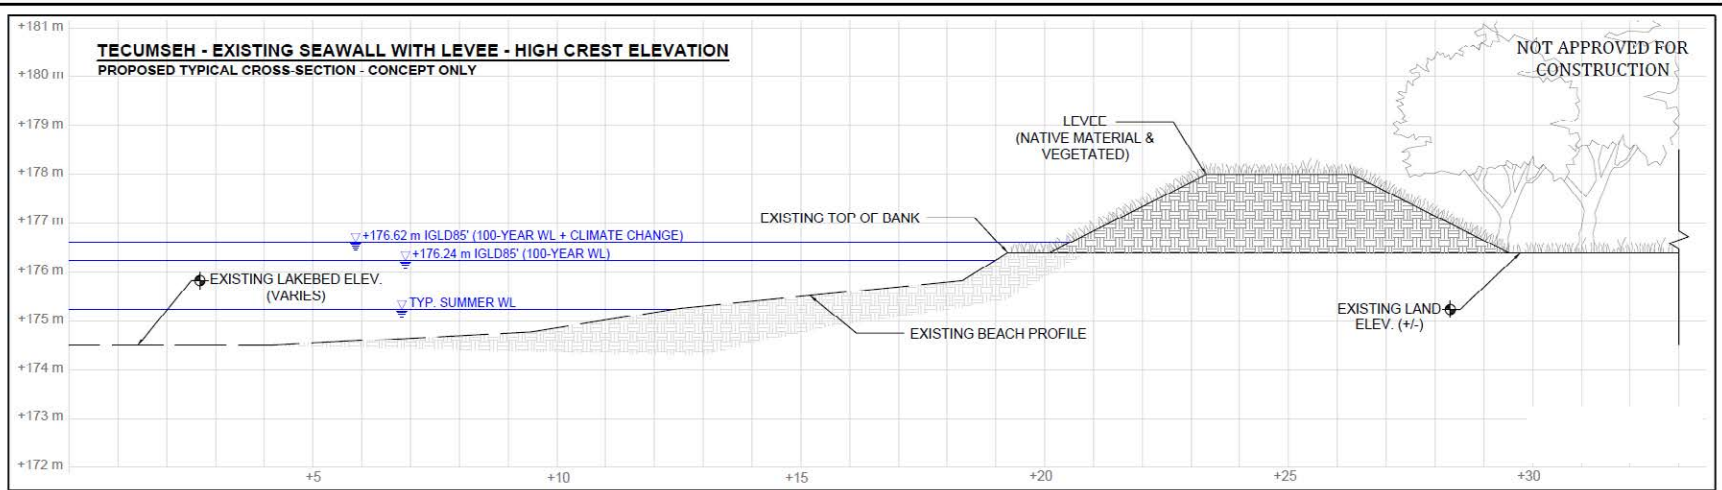 +181 m
TECUMSEH - EXISTING SEAWALL WITH LEVEE - HIGH CREST ELEVATION
PROPOSED TYPICAL CROSS-SECTION - CONCEPT ONLY
NOT APPROVED FOR
CONSTRUCTION
+180 m
+179 m
LEVEE
(NATIVE MATERIAL &
VEGETATED)
+178 m
+177 m
EXISTING TOP OF BANK
+176.62 m IGLD85' (100-YEAR WL + CLIMATE CHANGE)
+176.24 m IGLD85' (100-YEAR WL)
+176 m
EXISTING LAKEBED ELEV.
(VARIES)
TYP. SUMMER WL
EXISTING LAND
ELEV. (+/-)
+175 m
EXISTING BEACH PROFILE
+174 m
+173 m
+172 m
+5
+10
+15
+20
+25
+30